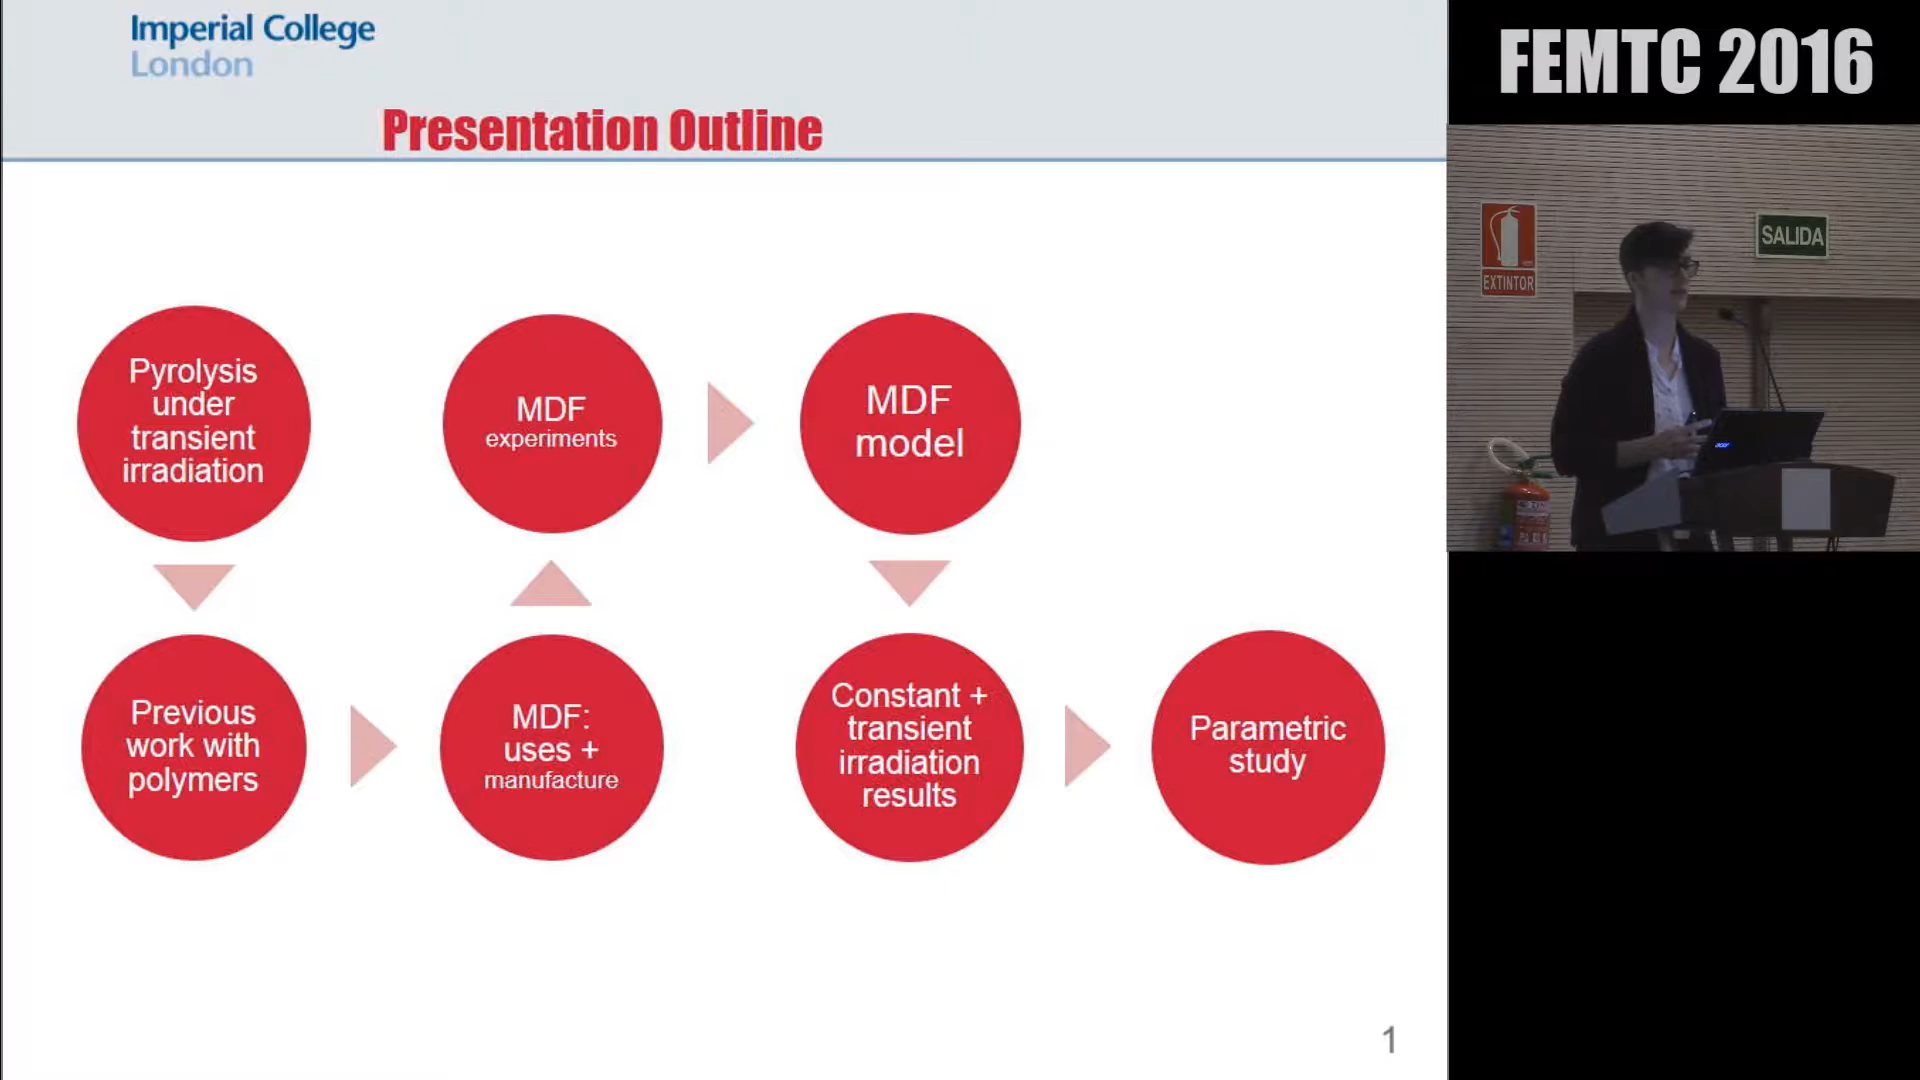 Imperial College
London
Presentation Outline
Pyrolysis
under
transient
irradiation
Previous
work with
polymers
MDF:
uses +
manufacture
MDF
experiments
MDF
model
Constant +
transient
irradiation
results
Parametric
study
1
FEMTC 2016
EXTINTOR
SALIDA
acer